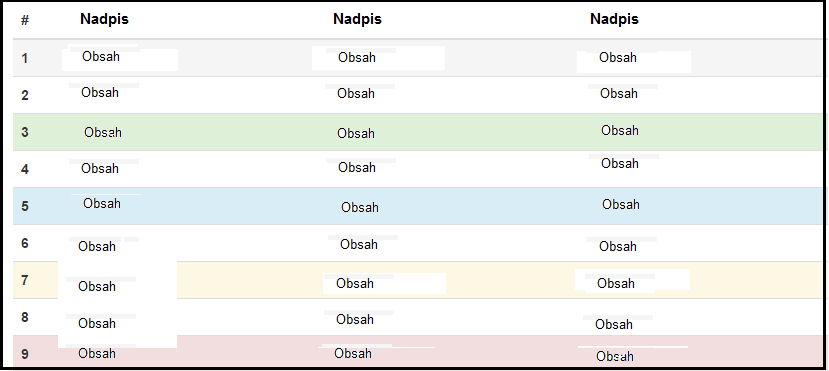 # Nadpis Nadpis Nadpis
1 Obsah Obsah Obsah
2 Obsah Obsah Obsah
3 Obsah Obsah Obsah
4 Obsah Obsah Obsah
5 Obsah Obsah Obsah
6 Obsah Obsah Obsah
7 Obsah Obsah Obsah
8 Obsah Obsah Obsah
9 Obsah Obsah Obsah